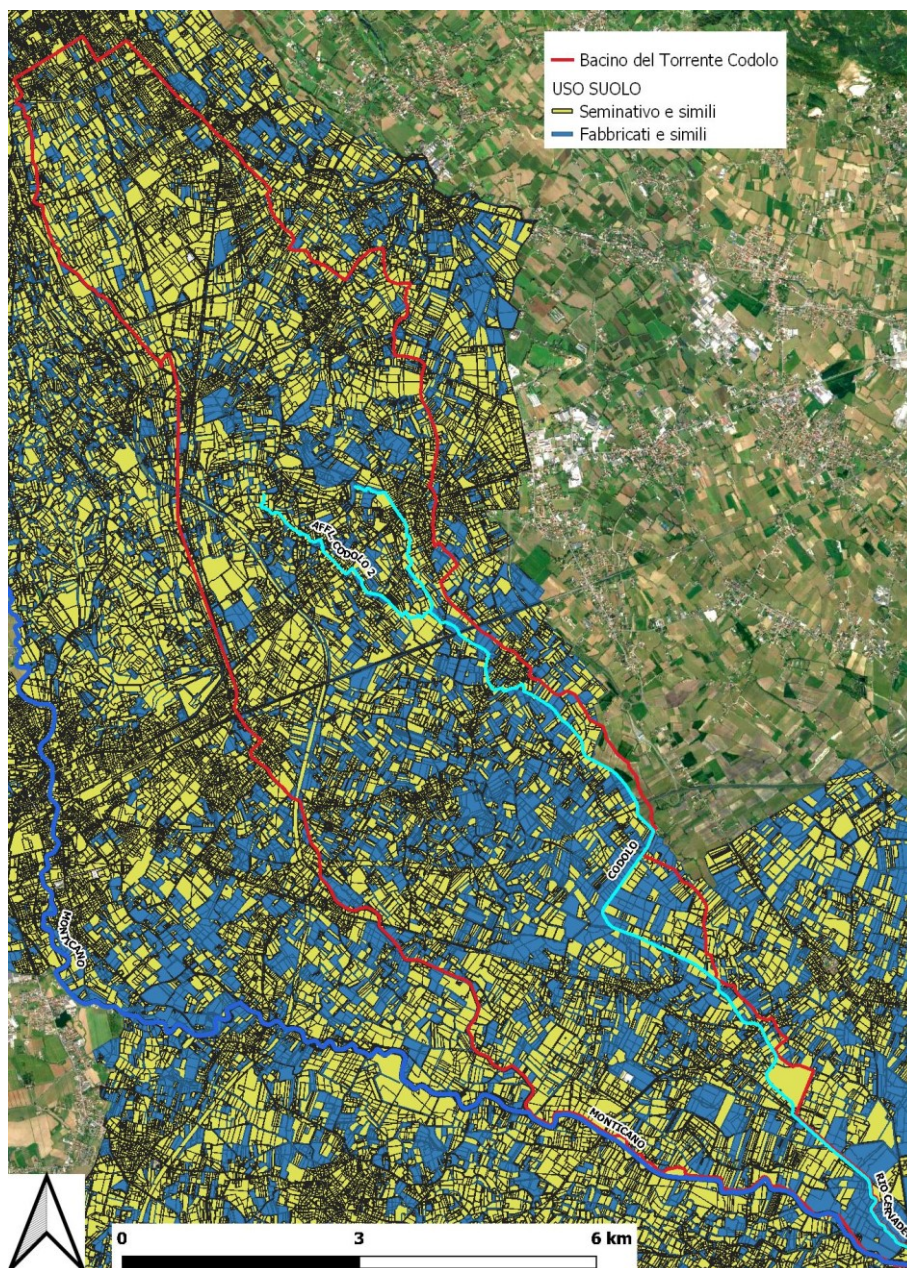 Bacino del Torrente Codolo
USO SUOLO
Seminativo e simili
Fabbricati e simili
AFFL CODOLO 2
CODOLO
MONTICANO
MONTICANO
0 3 6 km